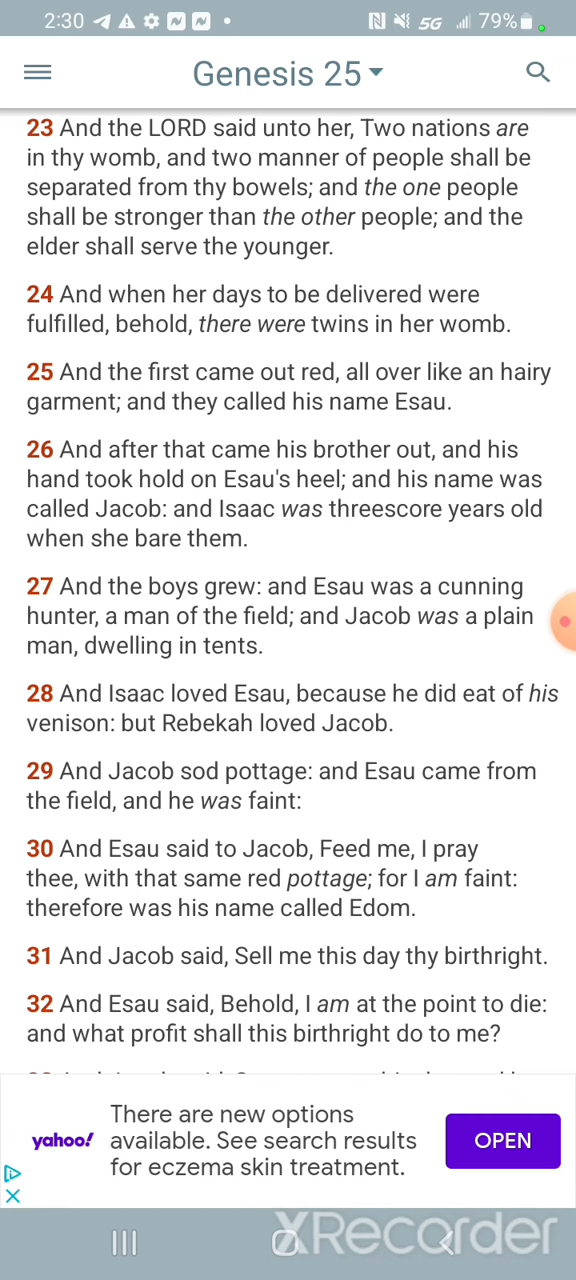 2:30 5G 79%
Genesis 25
23 And the LORD said unto her, Two nations are
in thy womb, and two manner of people shall be
separated from thy bowels; and the one people
shall be stronger than the other people; and the
elder shall serve the younger.
24 And when her days to be delivered were
fulfilled, behold, there were twins in her womb.
25 And the first came out red, all over like an hairy
garment; and they called his name Esau.
26 And after that came his brother out, and his
hand took hold on Esau's heel; and his name was
called Jacob: and Isaac was threescore years old
when she bare them.
27 And the boys grew: and Esau was a cunning
hunter, a man of the field; and Jacob was a plain
man, dwelling in tents.
28 And Isaac loved Esau, because he did eat of his
venison: but Rebekah loved Jacob.
29 And Jacob sod pottage: and Esau came from
the field, and he was faint:
30 And Esau said to Jacob, Feed me, I pray
thee, with that same red pottage; for I am faint:
therefore was his name called Edom.
31 And Jacob said, Sell me this day thy birthright.
32 And Esau said, Behold, I am at the point to die:
and what profit shall this birthright do to me?
yahoo!
There are new options
available. See search results
for eczema skin treatment.
OPEN
XRecorder